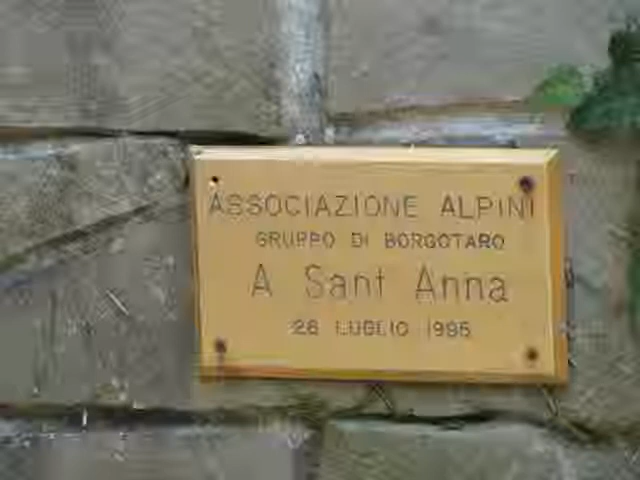 ASSOCIAZIONE ALPINI
GRUPPO DI BORGOTARO
A Sant Anna
26 LUGLIO 1995